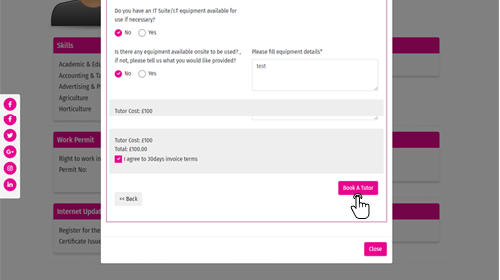 Do you have an IT Suite/LT equipment available for
use if necessary?
No Yes
Is there any equipment available onsite to be used?,
if not, please tell us what you would like provided?
No Yes
Please fill equipment details*
test
Tutor Cost: £100
Tutor Cost: £100
Total: £100.00
I agree to 30days invoice terms
Book A Tutor
<< Back
Close
Skills
Academic & Edu
Accounting & Ta
Advertising & P
Agriculture
Horticulture
Work Permit
Right to work in
Permit No:
Internet Updat
Register for the
Certificate Issue